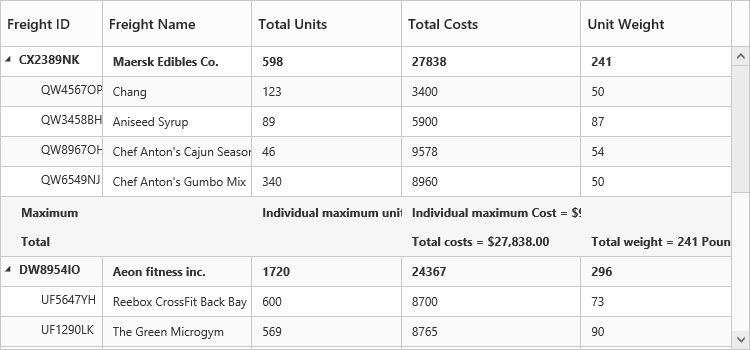 Freight ID Freight Name Total Units Total Costs Unit Weight
CX2389NK Maersk Edibles Co. 598 27838 241
QW4567OP Chang 123 3400 50
QW3458BH Aniseed Syrup 89 5900 87
QW8967OH Chef Anton's Cajun Season 46 9578 54
QW6549NJ Chef Anton's Gumbo Mix 340 8960 50
Maximum Individual maximum unit Individual maximum Cost = $9
Total Total costs = $27,838.00 Total weight = 241 Poun
DW8954IO Aeon fitness inc. 1720 24367 296
UF5647YH Reebox CrossFit Back Bay 600 8700 73
UF1290LK The Green Microgym 569 8765 90